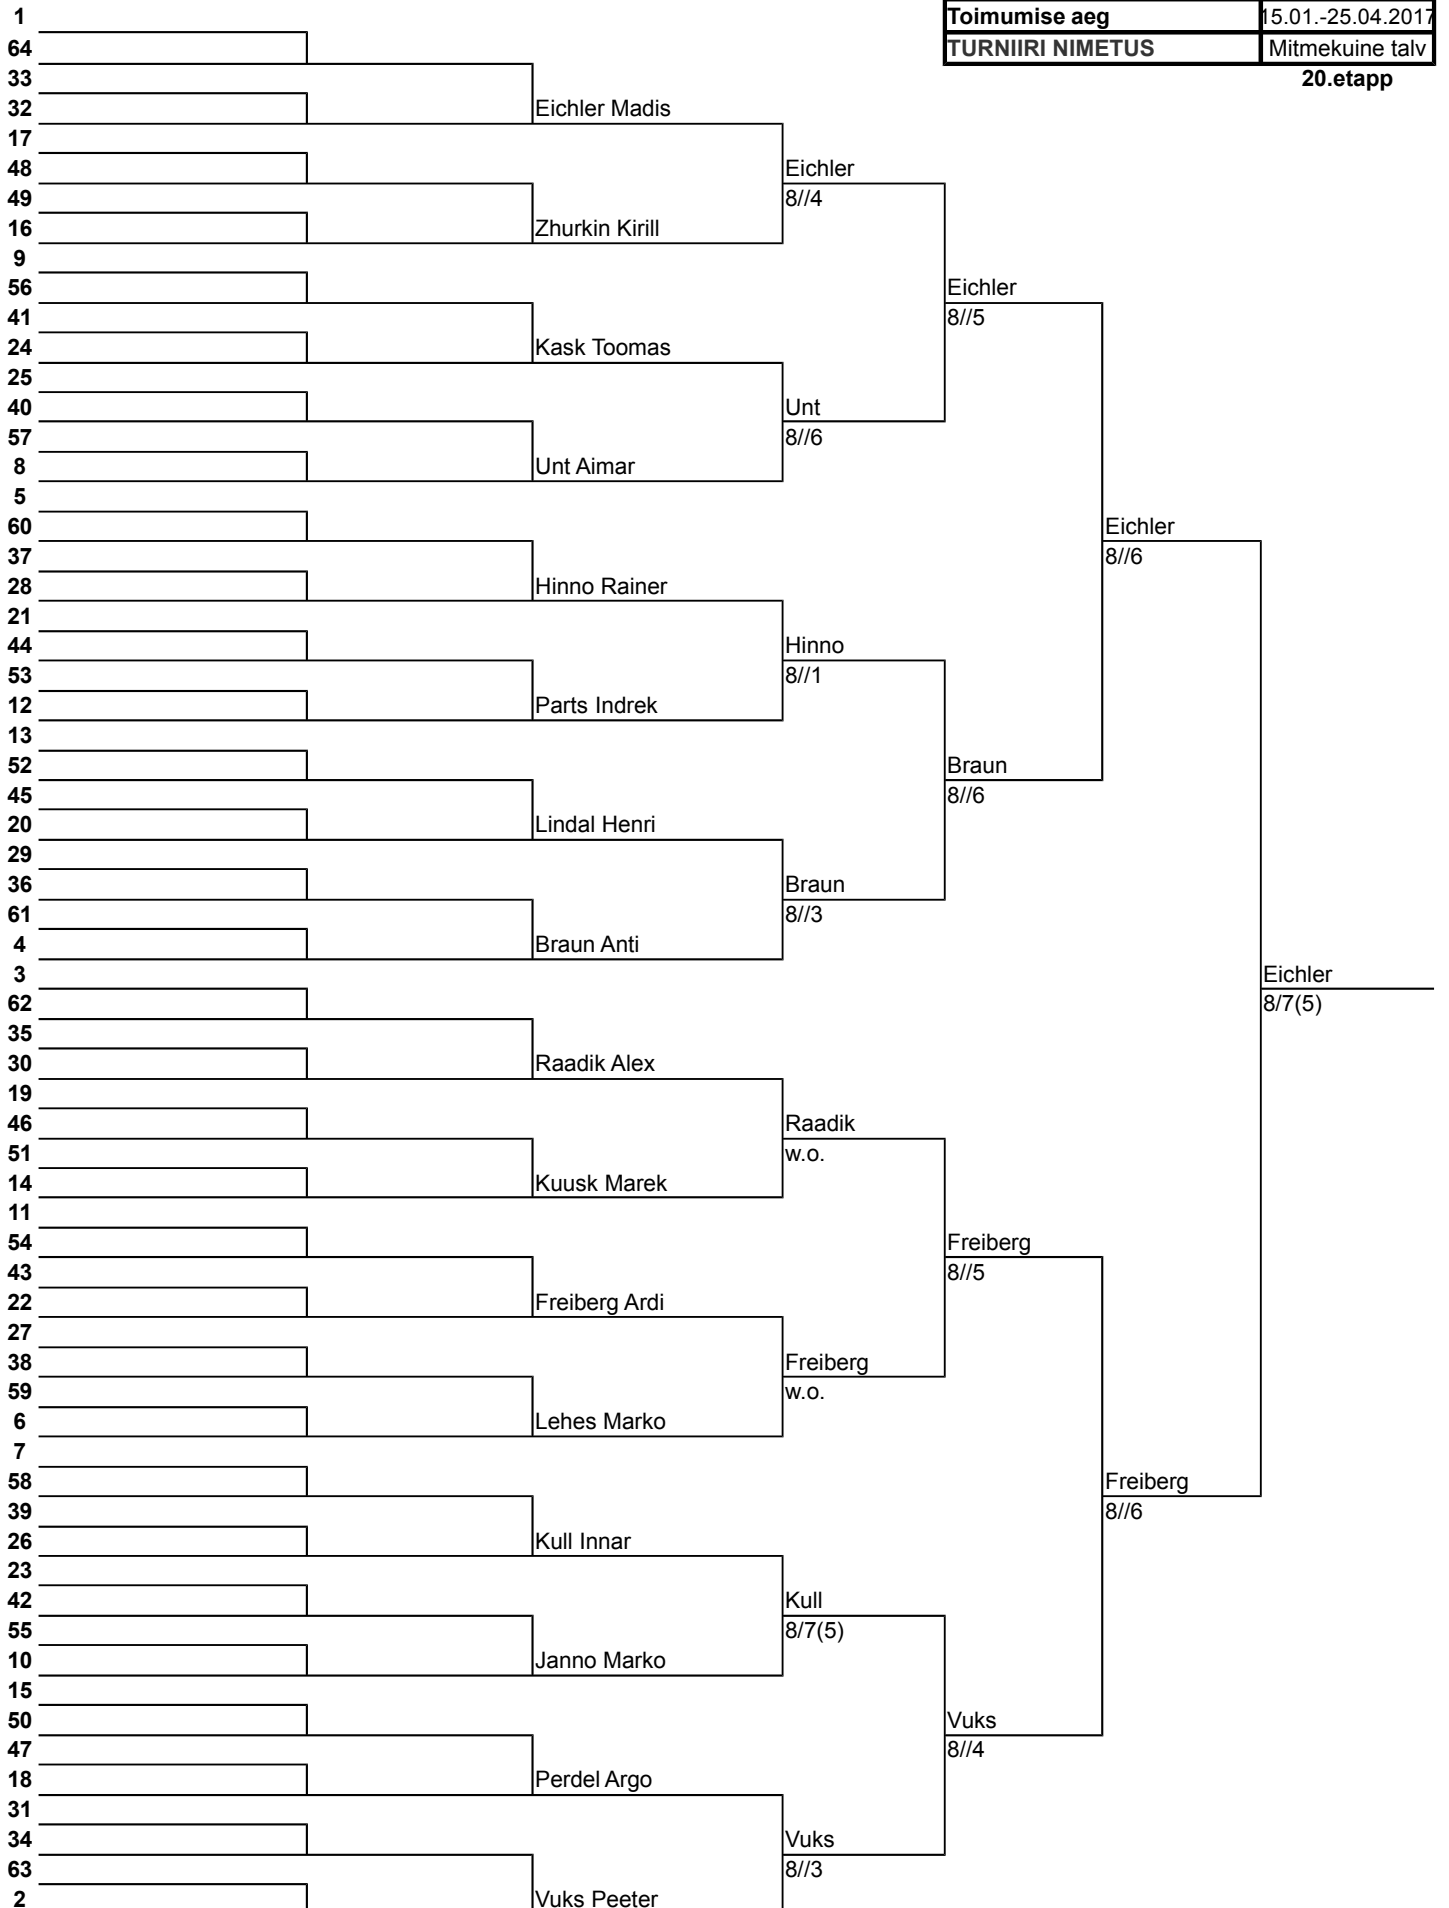 1
Toimumise aeg 15.01.-25.04.2017
64
TURNIIRI NIMETUS Mitmekuine talv
33
20.etapp
32
Eichler Madis
17
48
Eichler
49
8//4
16
Zhurkin Kirill
9
56
Eichler
41
8//5
24
Kask Toomas
25
40
Unt
57
8//6
8
Unt Aimar
5
60
Eichler
37
8//6
28
Hinno Rainer
21
44
Hinno
53
8//1
12
Parts Indrek
13
52
Braun
45
8//6
20
Lindal Henri
29
36
Braun
61
8//3
4
Braun Anti
3
Eichler
62
8/7(5)
35
30
Raadik Alex
19
46
Raadik
51
w.o.
14
Kuusk Marek
11
54
Freiberg
43
8//5
22
Freiberg Ardi
27
38
Freiberg
59
w.o.
6
Lehes Marko
7
58
Freiberg
39
8//6
26
Kull Innar
23
42
Kull
55
8/7(5)
10
Janno Marko
15
50
Vuks
47
8//4
18
Perdel Argo
31
34
Vuks
63
8//3
2
Vuks Peeter